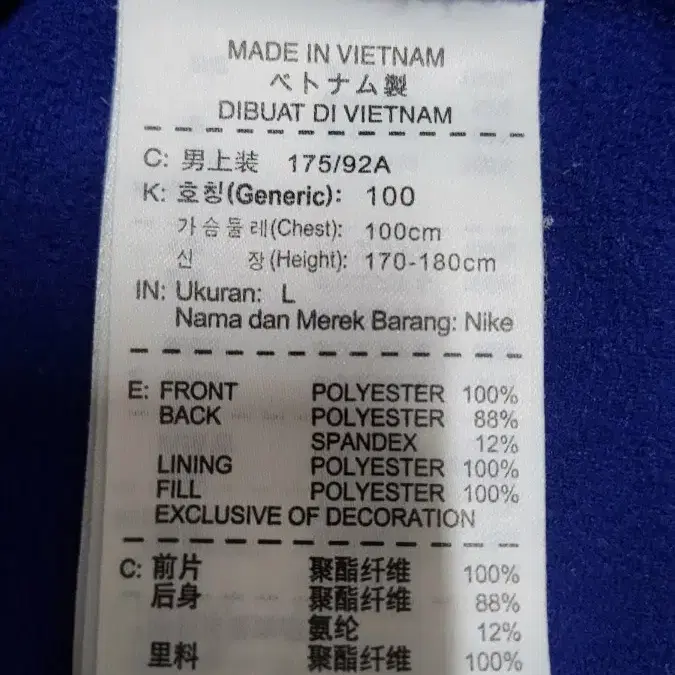 MADE IN VIETNAM
ベトナム製
DIBUAT DI VIETNAM
C: 男上装 175/92A
K: 호칭(Generic): 100
가슴둘레(Chest): 100cm
신 장(Height): 170-180cm
IN: Ukuran: L
Nama dan Merek Barang: Nike
E: FRONT POLYESTER 100%
BACK POLYESTER 88%
SPANDEX 12%
LINING POLYESTER 100%
FILL POLYESTER 100%
EXCLUSIVE OF DECORATION
C: 前片 聚酯纤维 100%
后身 聚酯纤维 88%
氨纶 12%
里料 聚酯纤维 100%